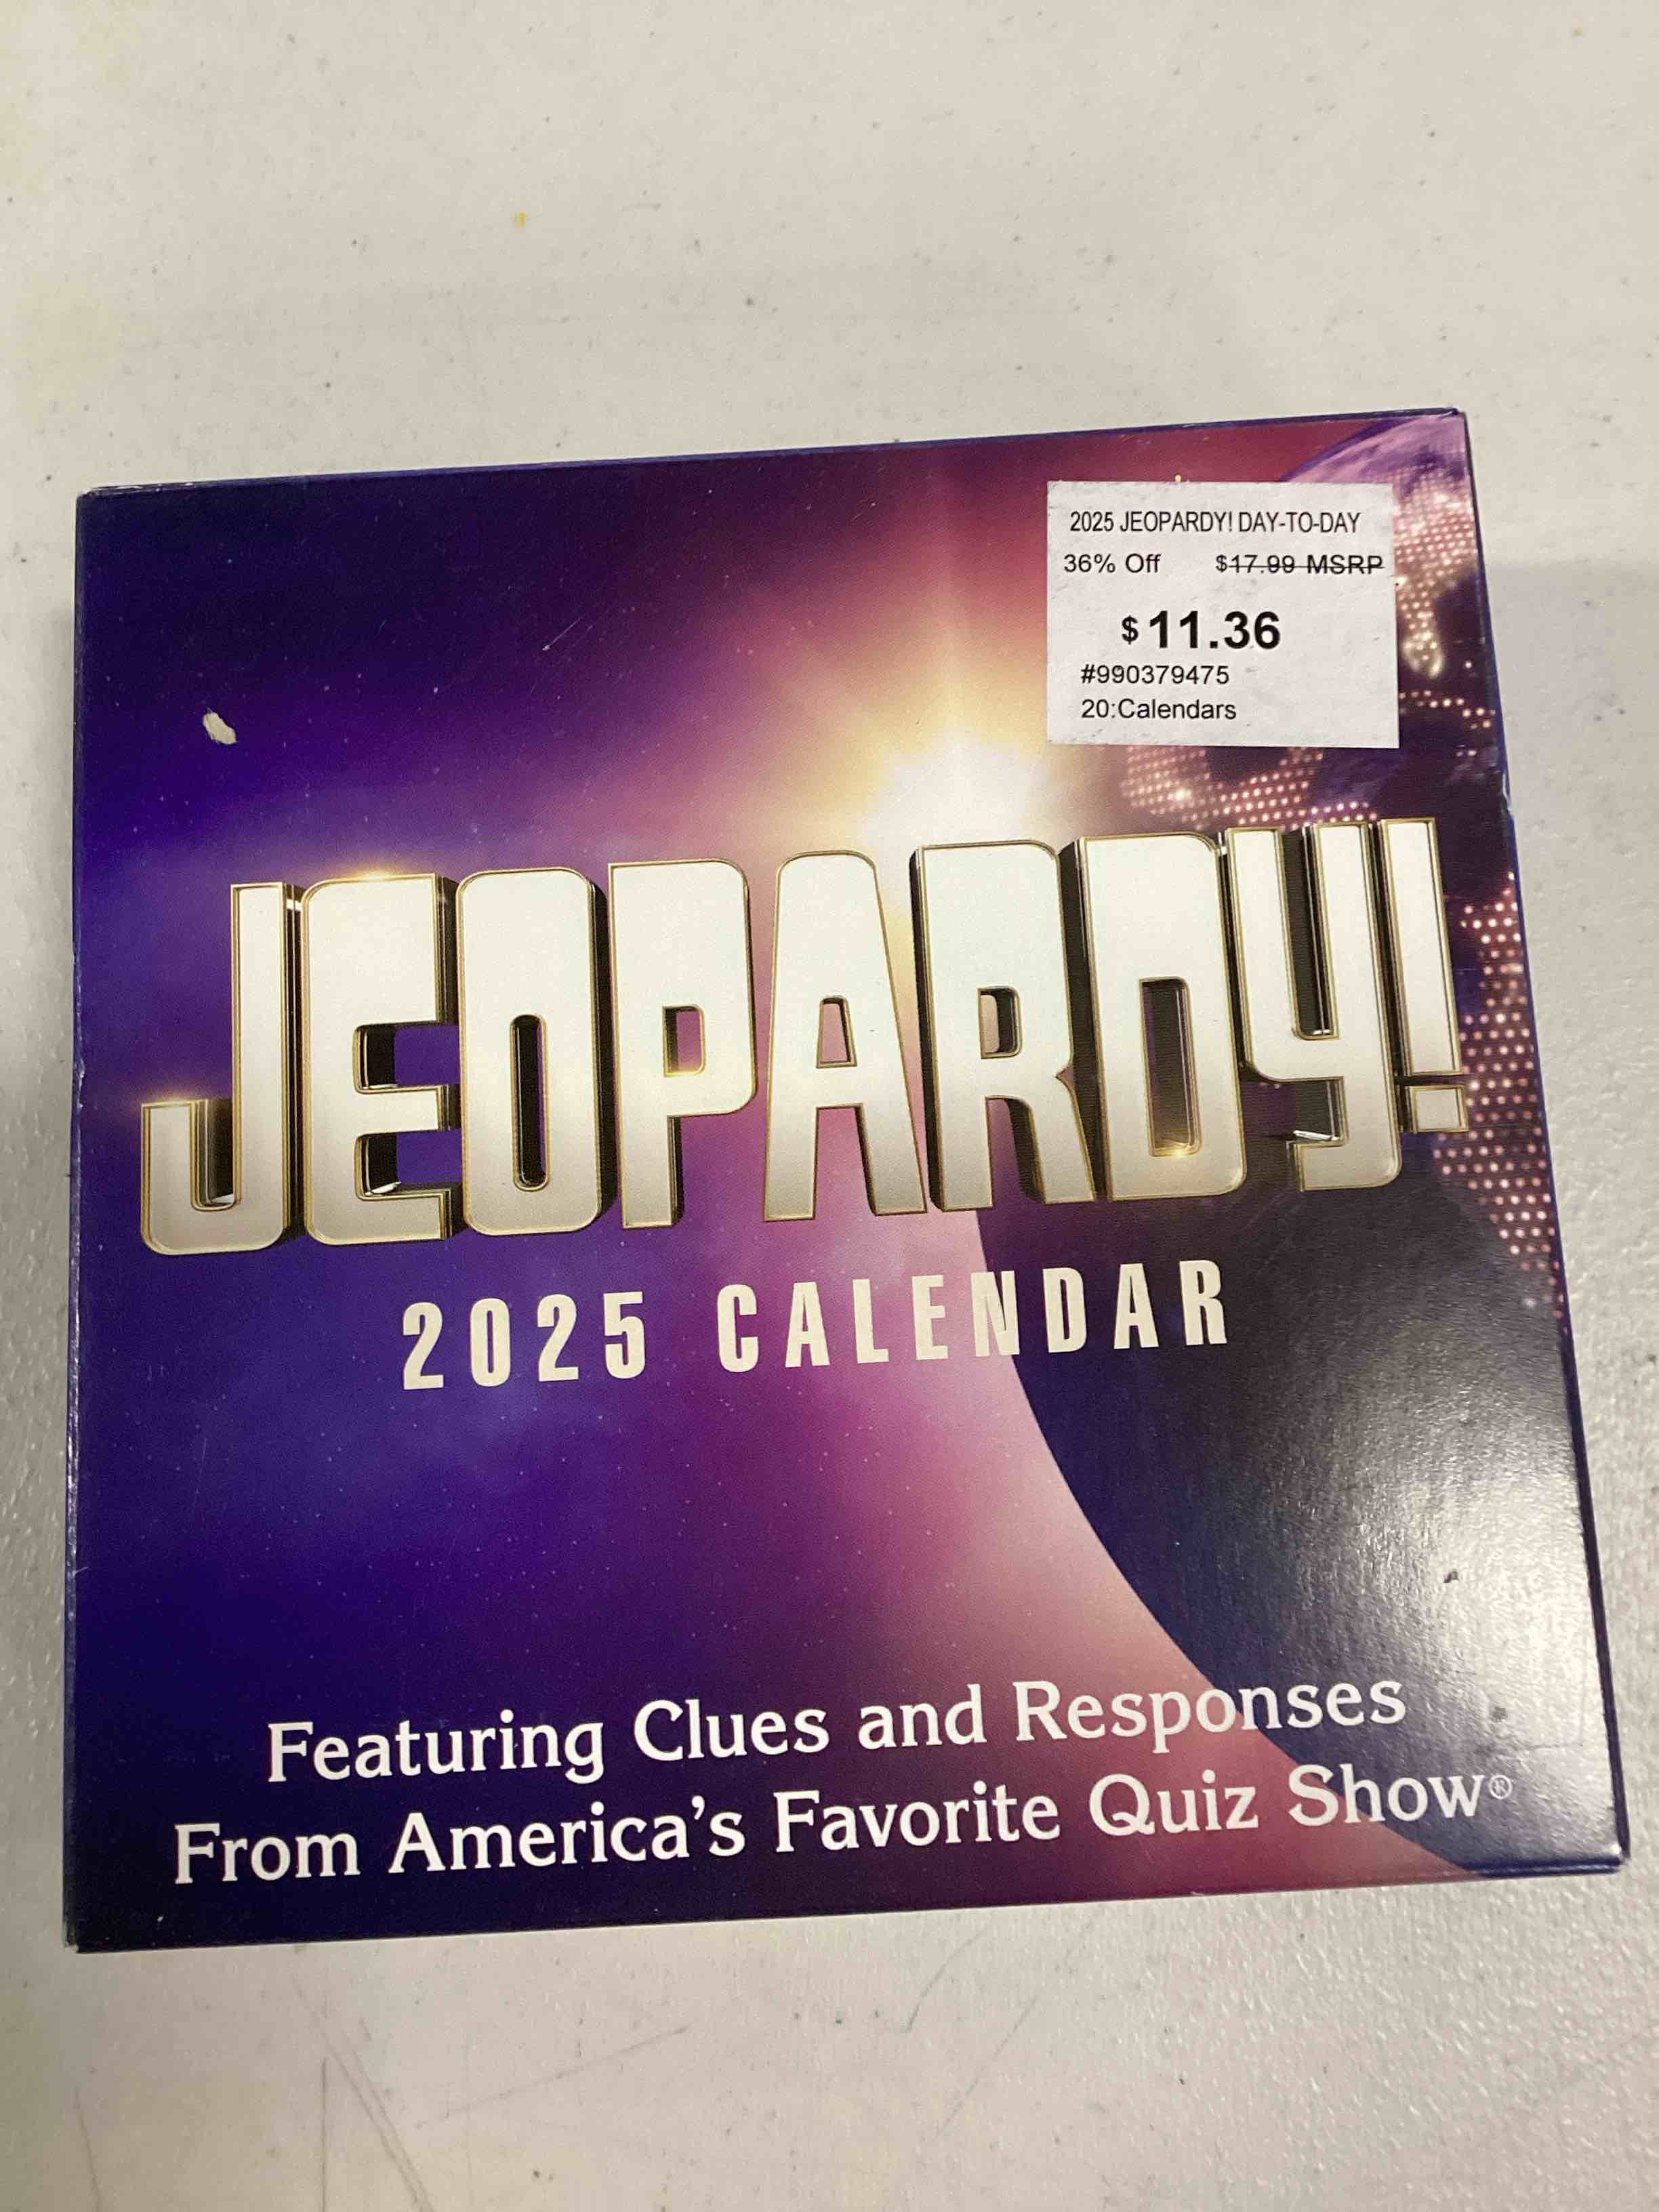 2025 JEOPARDY! DAY-TO-DAY
36% Off $17.99 MSRP
$11.36
#990379475
20:Calendars
JEOPARDY!
2025 CALENDAR
Featuring Clues and Responses
From America's Favorite Quiz Show®